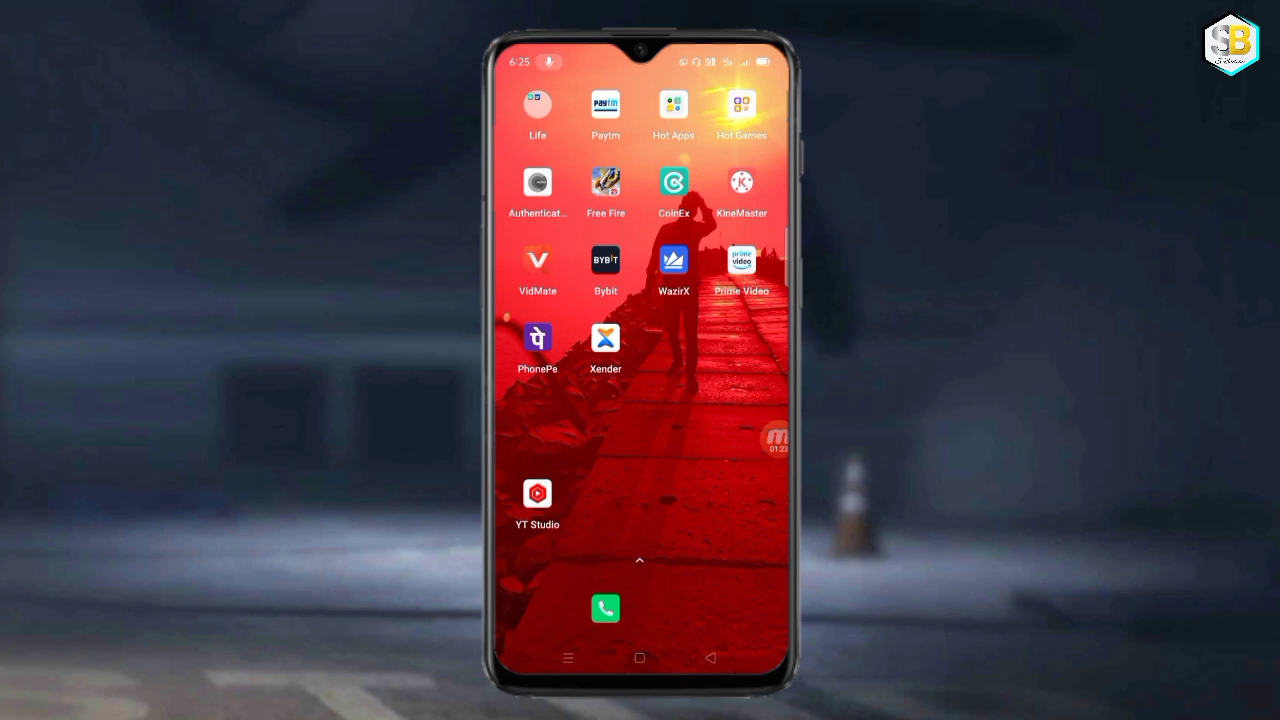 SB
6:25
Life
Paytm
Paytm
Hot Apps
Hot Games
Authenticat...
Free Fire
CoinEx
K
KineMaster
BYBIT
prime
video
VidMate
Bybit
WazirX
Prime Video
पे
PhonePe
Xender
m
01:23
YT Studio